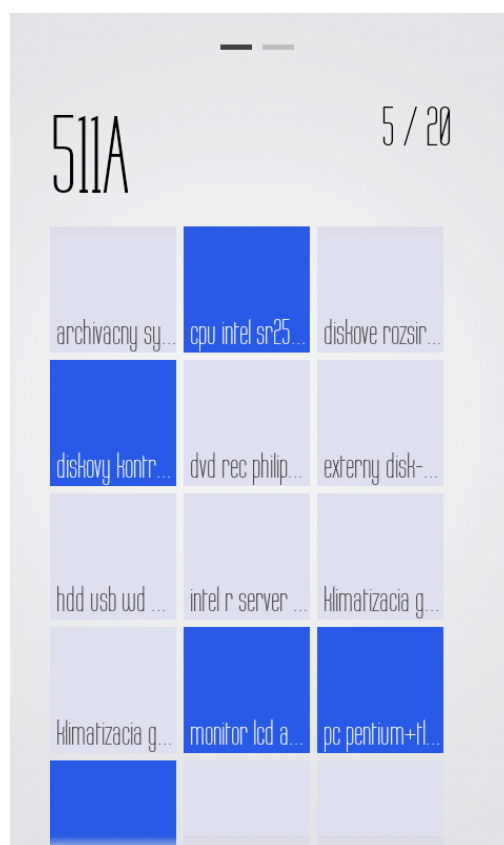 511A
5 / 20
archivacny sy...
cpu intel sr25...
diskove rozsir...
diskovy kontr...
dvd rec philip...
externy disk-...
hdd usb wd ...
intel r server ...
klimatizacia g...
klimatizacia g...
monitor lcd a...
pc pentium+tl...